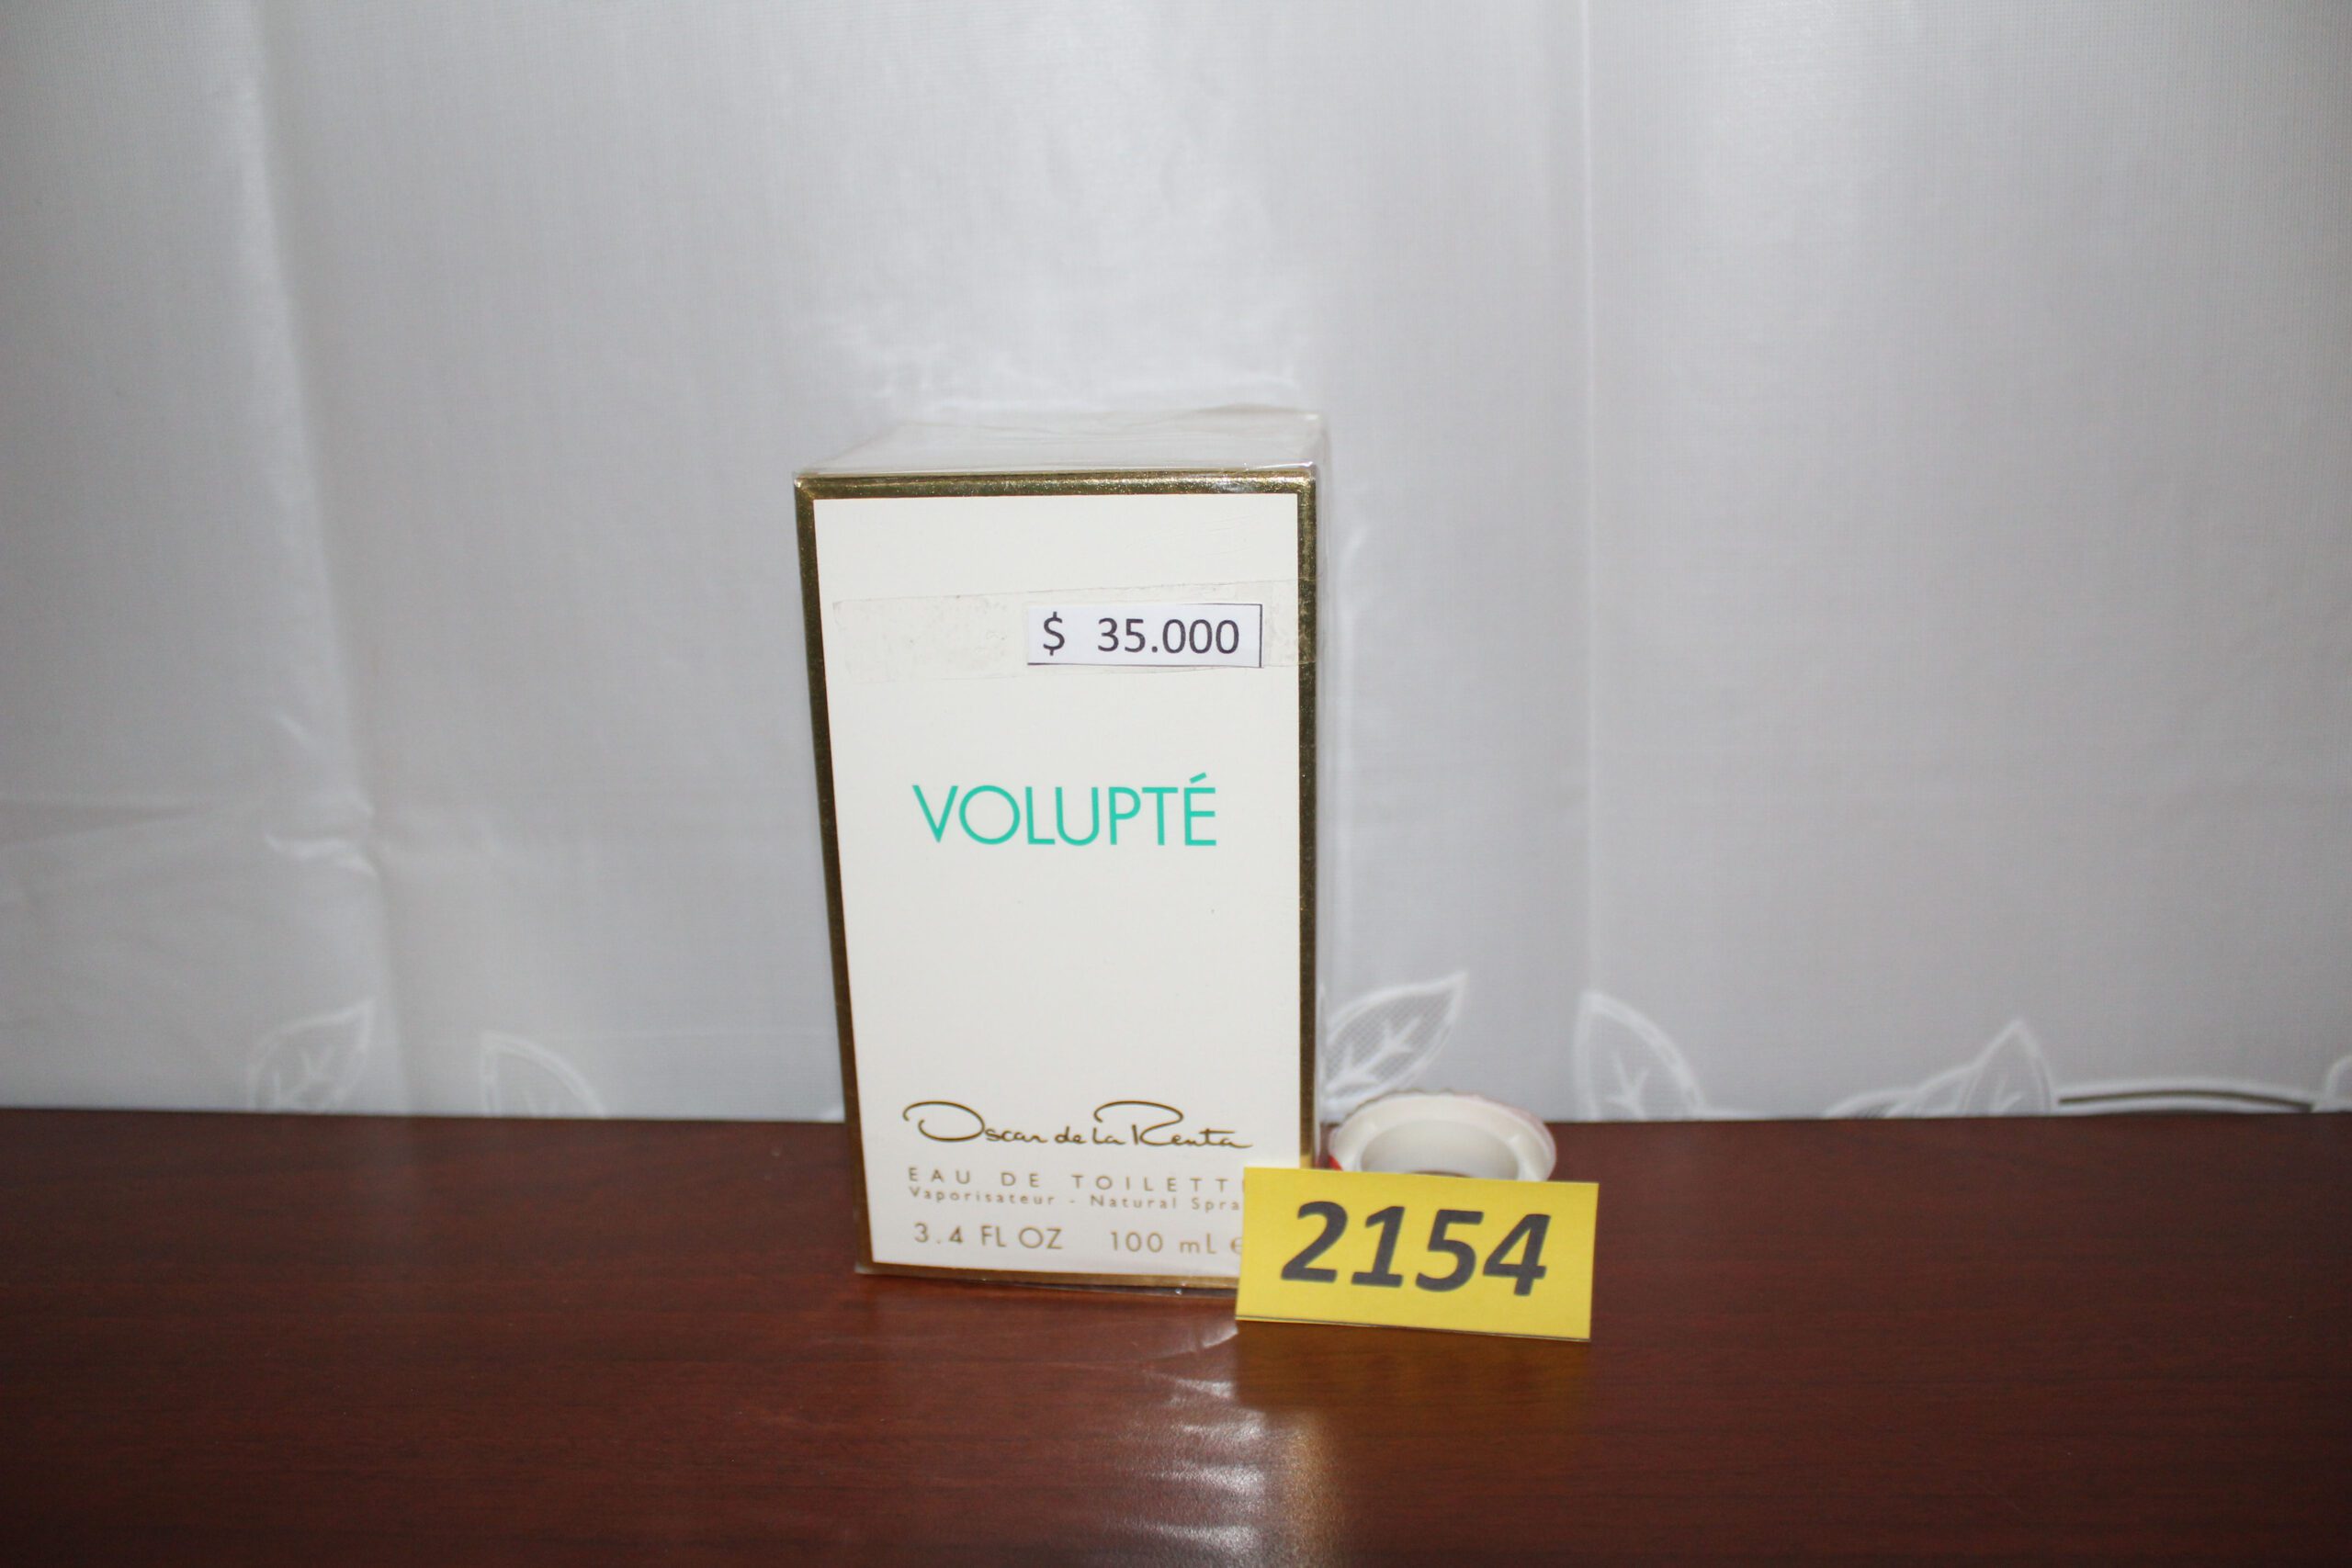 $ 35.000
VOLUPTÉ
Oscar de la Renta
EAU DE TOILETT
Vaporisateur - Natural Spra
3.4 FL OZ 100 mL e
2154